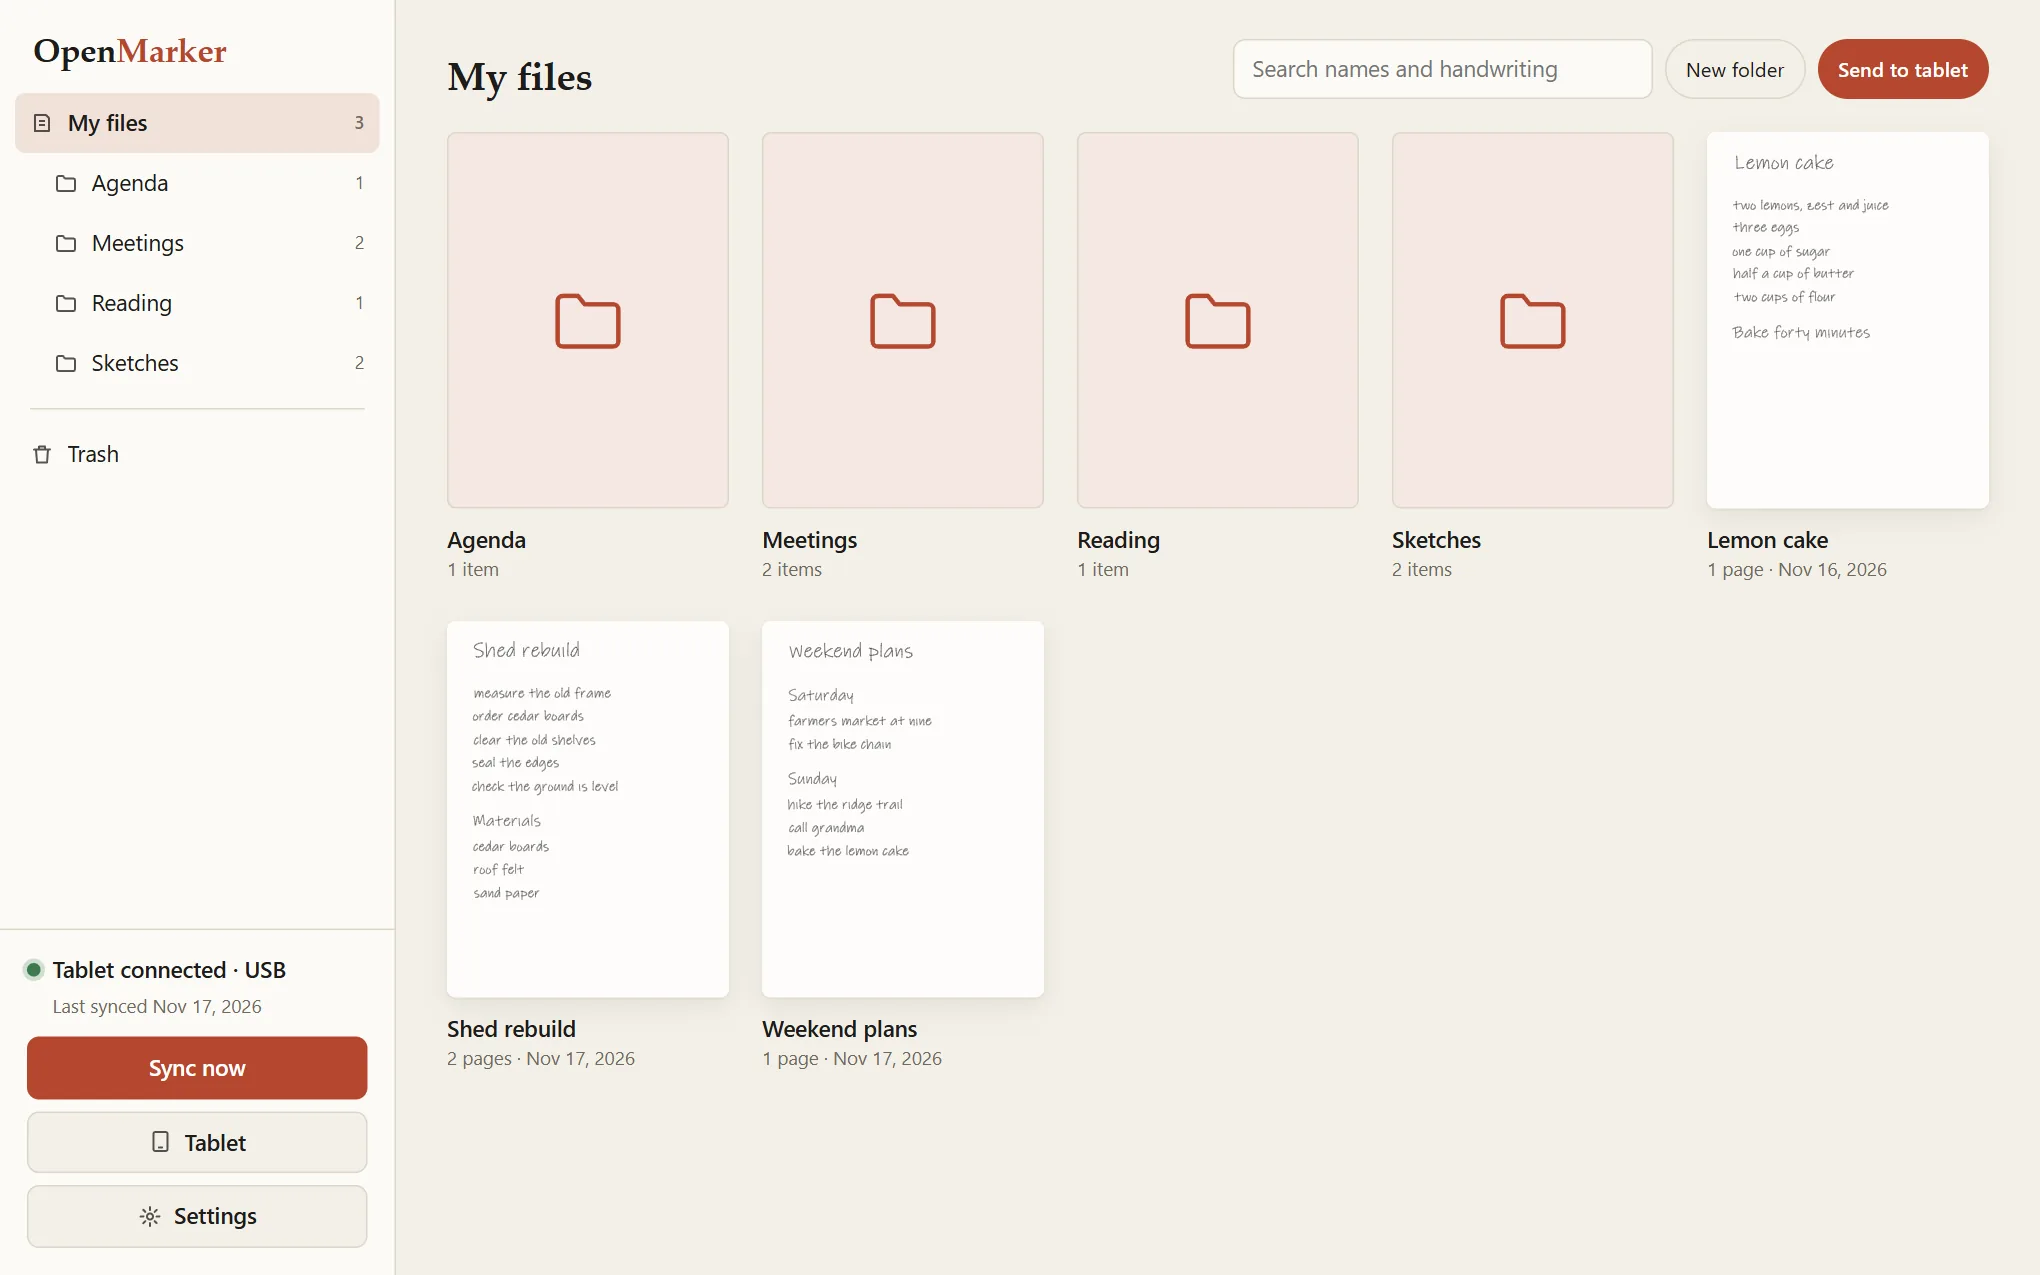 OpenMarker
My files 3
Agenda 1
Meetings 2
Reading 1
Sketches 2
Trash
Tablet connected · USB
Last synced Nov 17, 2026
Sync now
Tablet
Settings
My files
Search names and handwriting
New folder
Send to tablet
Agenda
1 item
Meetings
2 items
Reading
1 item
Sketches
2 items
Lemon cake
two lemons, zest and juice
three eggs
one cup of sugar
half a cup of butter
two cups of flour
Bake forty minutes
Lemon cake
1 page · Nov 16, 2026
Shed rebuild
measure the old frame
order cedar boards
clear the old shelves
seal the edges
check the ground is level
Materials
cedar boards
roof felt
sand paper
Shed rebuild
2 pages · Nov 17, 2026
Weekend plans
Saturday
farmers market at nine
fix the bike chain
Sunday
hike the ridge trail
call grandma
bake the lemon cake
Weekend plans
1 page · Nov 17, 2026